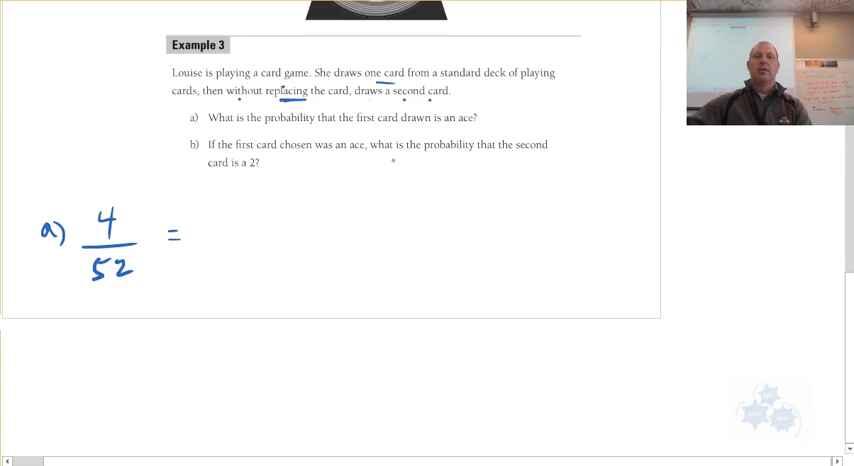 Example 3
Louise is playing a card game. She draws one card from a standard deck of playing
cards, then without replacing the card, draws a second card.
a) What is the probability that the first card drawn is an ace?
b) If the first card chosen was an ace, what is the probability that the second
card is a 2?
a) 4
=
52